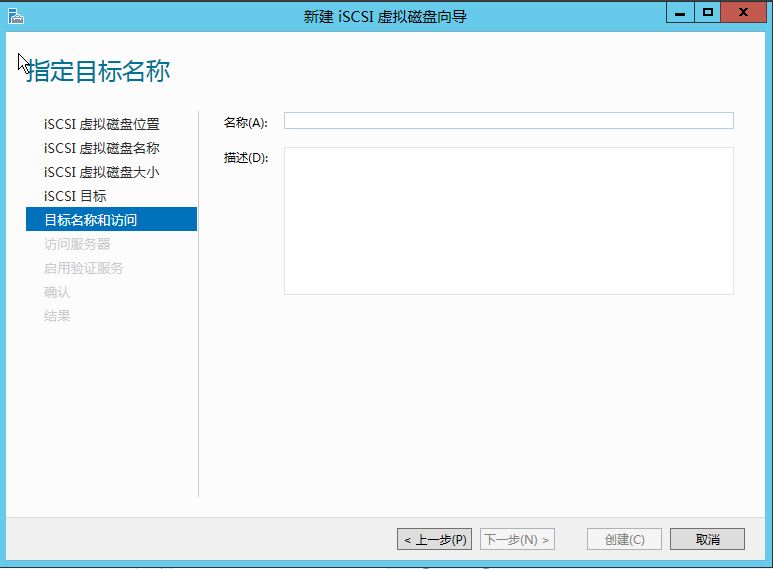 新建 iSCSI 虚拟磁盘向导
指定目标名称
iSCSI 虚拟磁盘位置
iSCSI 虚拟磁盘名称
iSCSI 虚拟磁盘大小
iSCSI 目标
目标名称和访问
访问服务器
启用验证服务
确认
结果
名称(A):
描述(D):
< 上一步(P)
下一步(N) >
创建(C)
取消